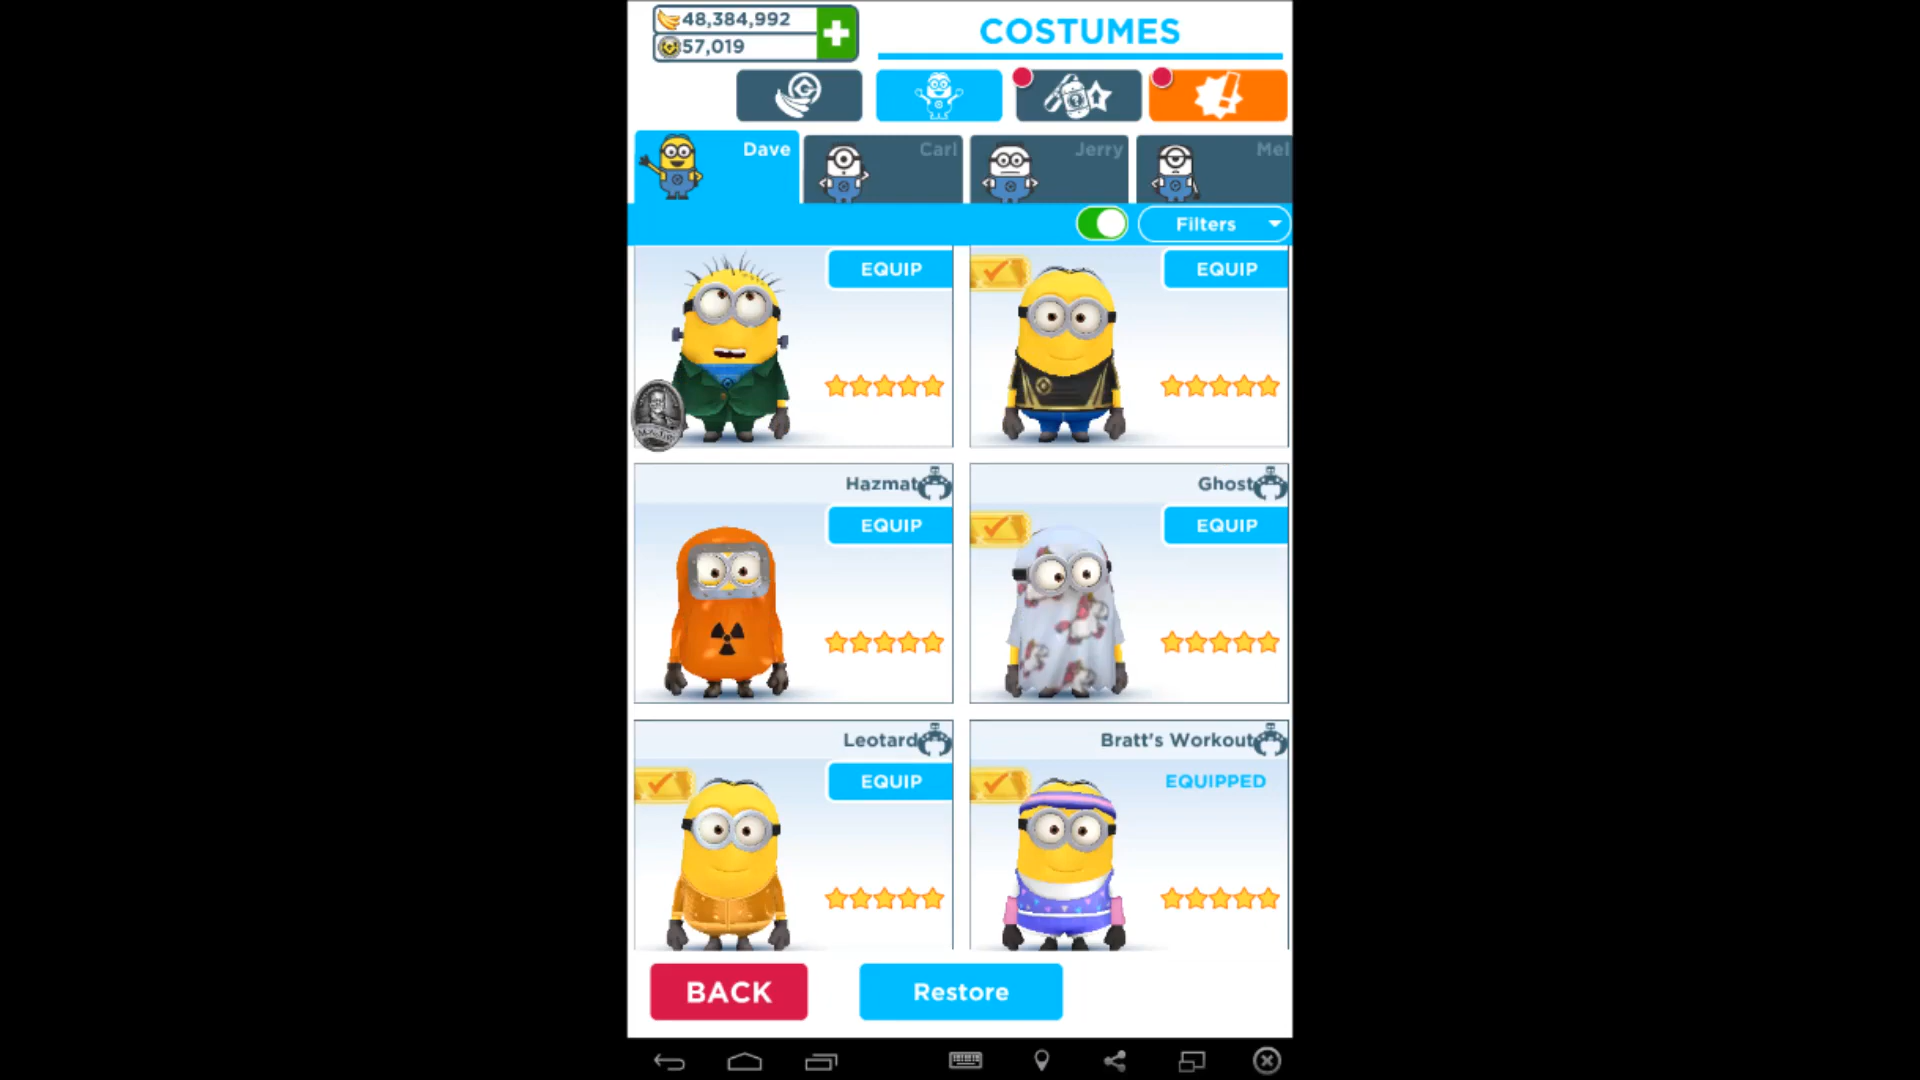 48,384,992
57,019
COSTUMES
Dave
Carl
Jerry
Mel
Filters
EQUIP
EQUIP
Hazmat
EQUIP
Ghost
EQUIP
Leotard
EQUIP
Bratt's Workout
EQUIPPED
BACK
Restore